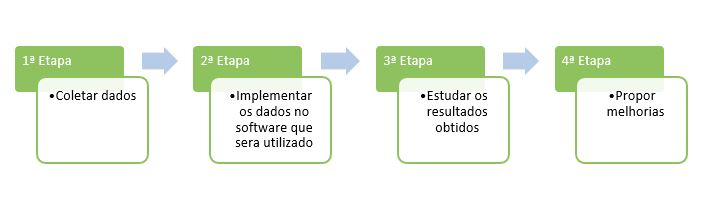 1ª Etapa
•Coletar dados
2ª Etapa
•Implementar
os dados no
software que
sera utilizado
3ª Etapa
•Estudar os
resultados
obtidos
4ª Etapa
•Propor
melhorias